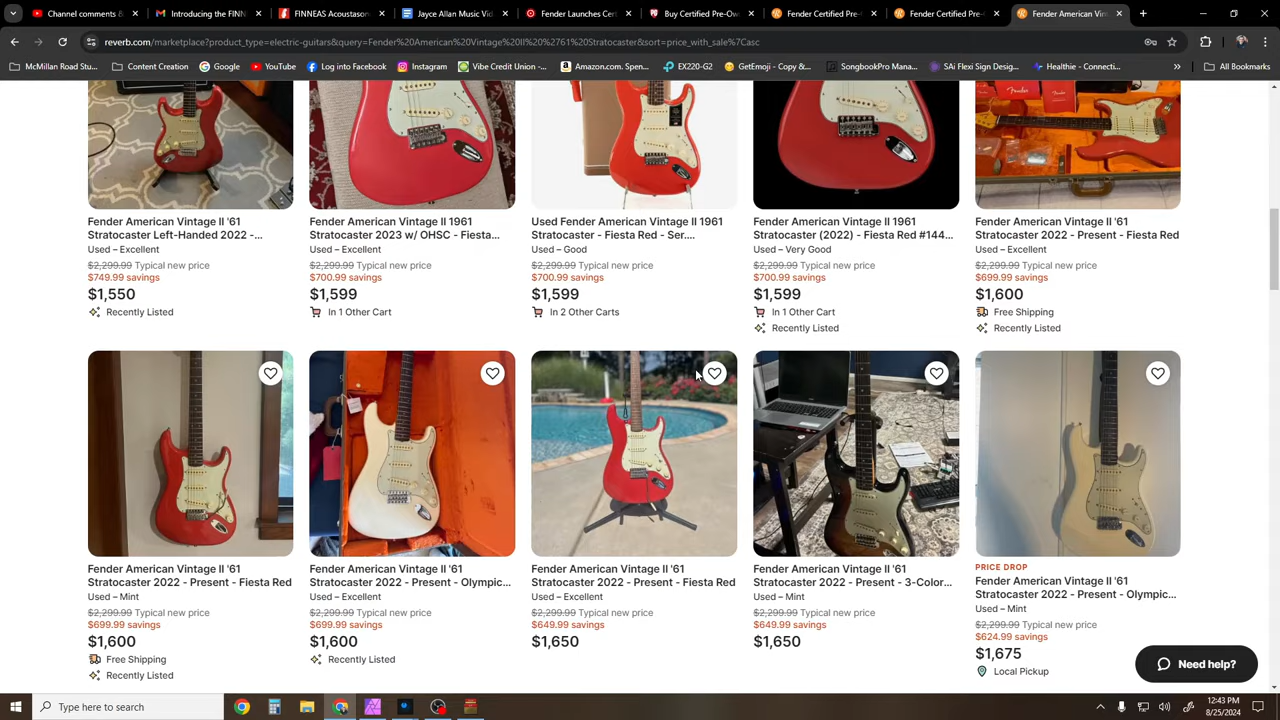 Comments &
Introducing the FINN
FINNEAS Acoustason
Jayce Allan Music Vid
Fender Launches Cert
Buy Certified Pre-Ow
Fender Certified Pre-
Fender Certified Pre-
Fender American Vint
reverb.com/marketplace?product_type=electric-guitars&query=Fender%20American%20Vintage%20II%20%2761%20Stratocaster&sort=price_with_sale%7Casc
McMillan Road Stu...
Content Creation
Google
YouTube
Log into Facebook
Instagram
Vibe Credit Union -...
Amazon.com. Spen...
EX220-G2
GetEmoji - Copy &...
SongbookPro Mana...
SAi Flexi Sign Desig...
All Bookmarks
Fender American Vintage II '61
Stratocaster Left-Handed 2022 -...
Used – Excellent
$2,299.99 Typical new price
$749.99 savings
$1,550
Recently Listed
Fender American Vintage II 1961
Stratocaster 2023 w/ OHSC - Fiesta...
Used – Excellent
$2,299.99 Typical new price
$700.99 savings
$1,599
In 1 Other Cart
Used Fender American Vintage II 1961
Stratocaster - Fiesta Red - Ser....
Used – Good
$2,299.99 Typical new price
$700.99 savings
$1,599
In 2 Other Carts
Fender American Vintage II 1961
Stratocaster (2022) - Fiesta Red #144...
Used – Very Good
$2,299.99 Typical new price
$700.99 savings
$1,599
In 1 Other Cart
Recently Listed
Fender American Vintage II '61
Stratocaster 2022 - Present - Fiesta Red
Used – Excellent
$2,299.99 Typical new price
$699.99 savings
$1,600
Free Shipping
Recently Listed
Fender American Vintage II '61
Stratocaster 2022 - Present - Fiesta Red
Used – Mint
$2,299.99 Typical new price
$699.99 savings
$1,600
Free Shipping
Recently Listed
Fender American Vintage II '61
Stratocaster 2022 - Present - Olympic...
Used – Excellent
$2,299.99 Typical new price
$699.99 savings
$1,600
Recently Listed
Fender American Vintage II '61
Stratocaster 2022 - Present - Fiesta Red
Used – Excellent
$2,299.99 Typical new price
$649.99 savings
$1,650
Fender American Vintage II '61
Stratocaster 2022 - Present - 3-Color...
Used – Mint
$2,299.99 Typical new price
$649.99 savings
$1,650
PRICE DROP
Fender American Vintage II '61
Stratocaster 2022 - Present - Olympic...
Used – Mint
$2,299.99 Typical new price
$624.99 savings
$1,675
Local Pickup
Need help?
Type here to search
12:43 PM
8/25/2024